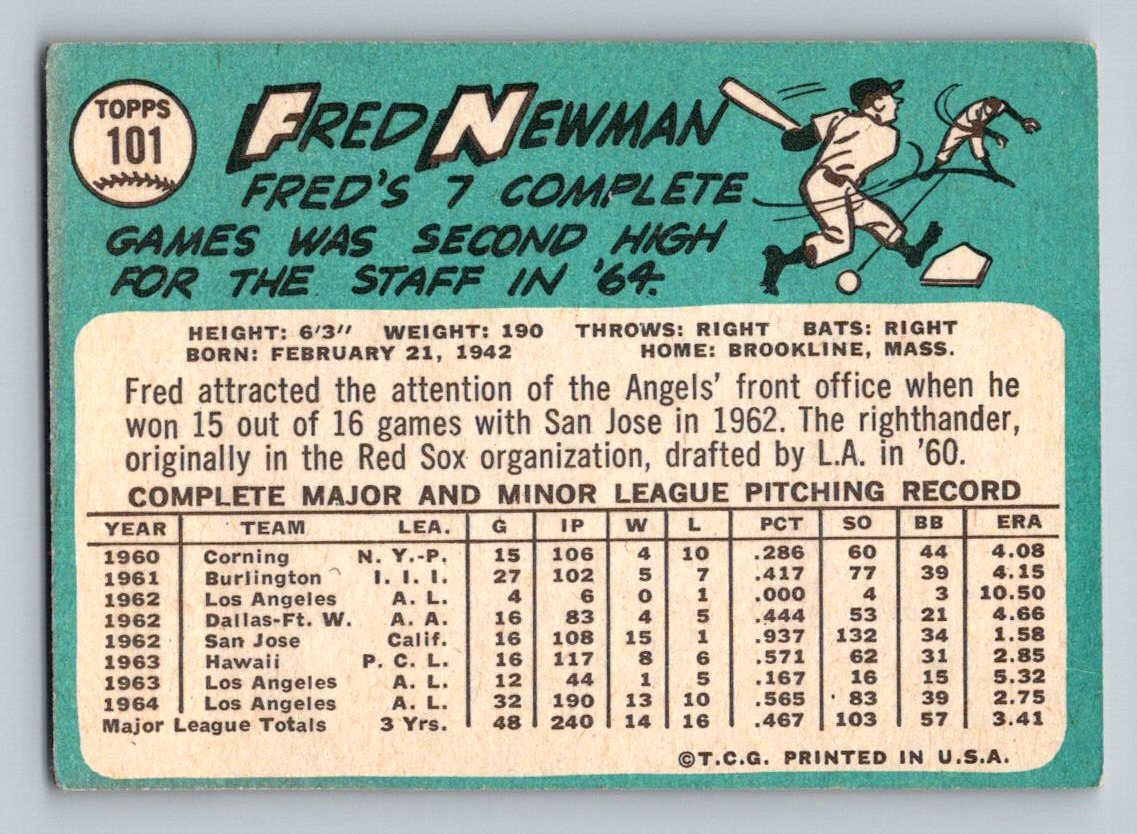 TOPPS
101
FRED NEWMAN
FRED'S 7 COMPLETE
GAMES WAS SECOND HIGH
FOR THE STAFF IN '64.
HEIGHT: 6'3" WEIGHT: 190 THROWS: RIGHT BATS: RIGHT
BORN: FEBRUARY 21, 1942 HOME: BROOKLINE, MASS.
Fred attracted the attention of the Angels' front office when he
won 15 out of 16 games with San Jose in 1962. The righthander,
originally in the Red Sox organization, drafted by L.A. in '60.
COMPLETE MAJOR AND MINOR LEAGUE PITCHING RECORD
YEAR TEAM LEA. G IP W L PCT SO BB ERA
1960 Corning N. Y.-P. 15 106 4 10 .286 60 44 4.08
1961 Burlington I. I. I. 27 102 5 7 .417 77 39 4.15
1962 Los Angeles A. L. 4 6 0 1 .000 4 3 10.50
1962 Dallas-Ft. W. A. A. 16 83 4 5 .444 53 21 4.66
1962 San Jose Calif. 16 108 15 1 .937 132 34 1.58
1963 Hawaii P. C. L. 16 117 8 6 .571 62 31 2.85
1963 Los Angeles A. L. 12 44 1 5 .167 16 15 5.32
1964 Los Angeles A. L. 32 190 13 10 .565 83 39 2.75
Major League Totals 3 Yrs. 48 240 14 16 .467 103 57 3.41
©T.C.G. PRINTED IN U.S.A.